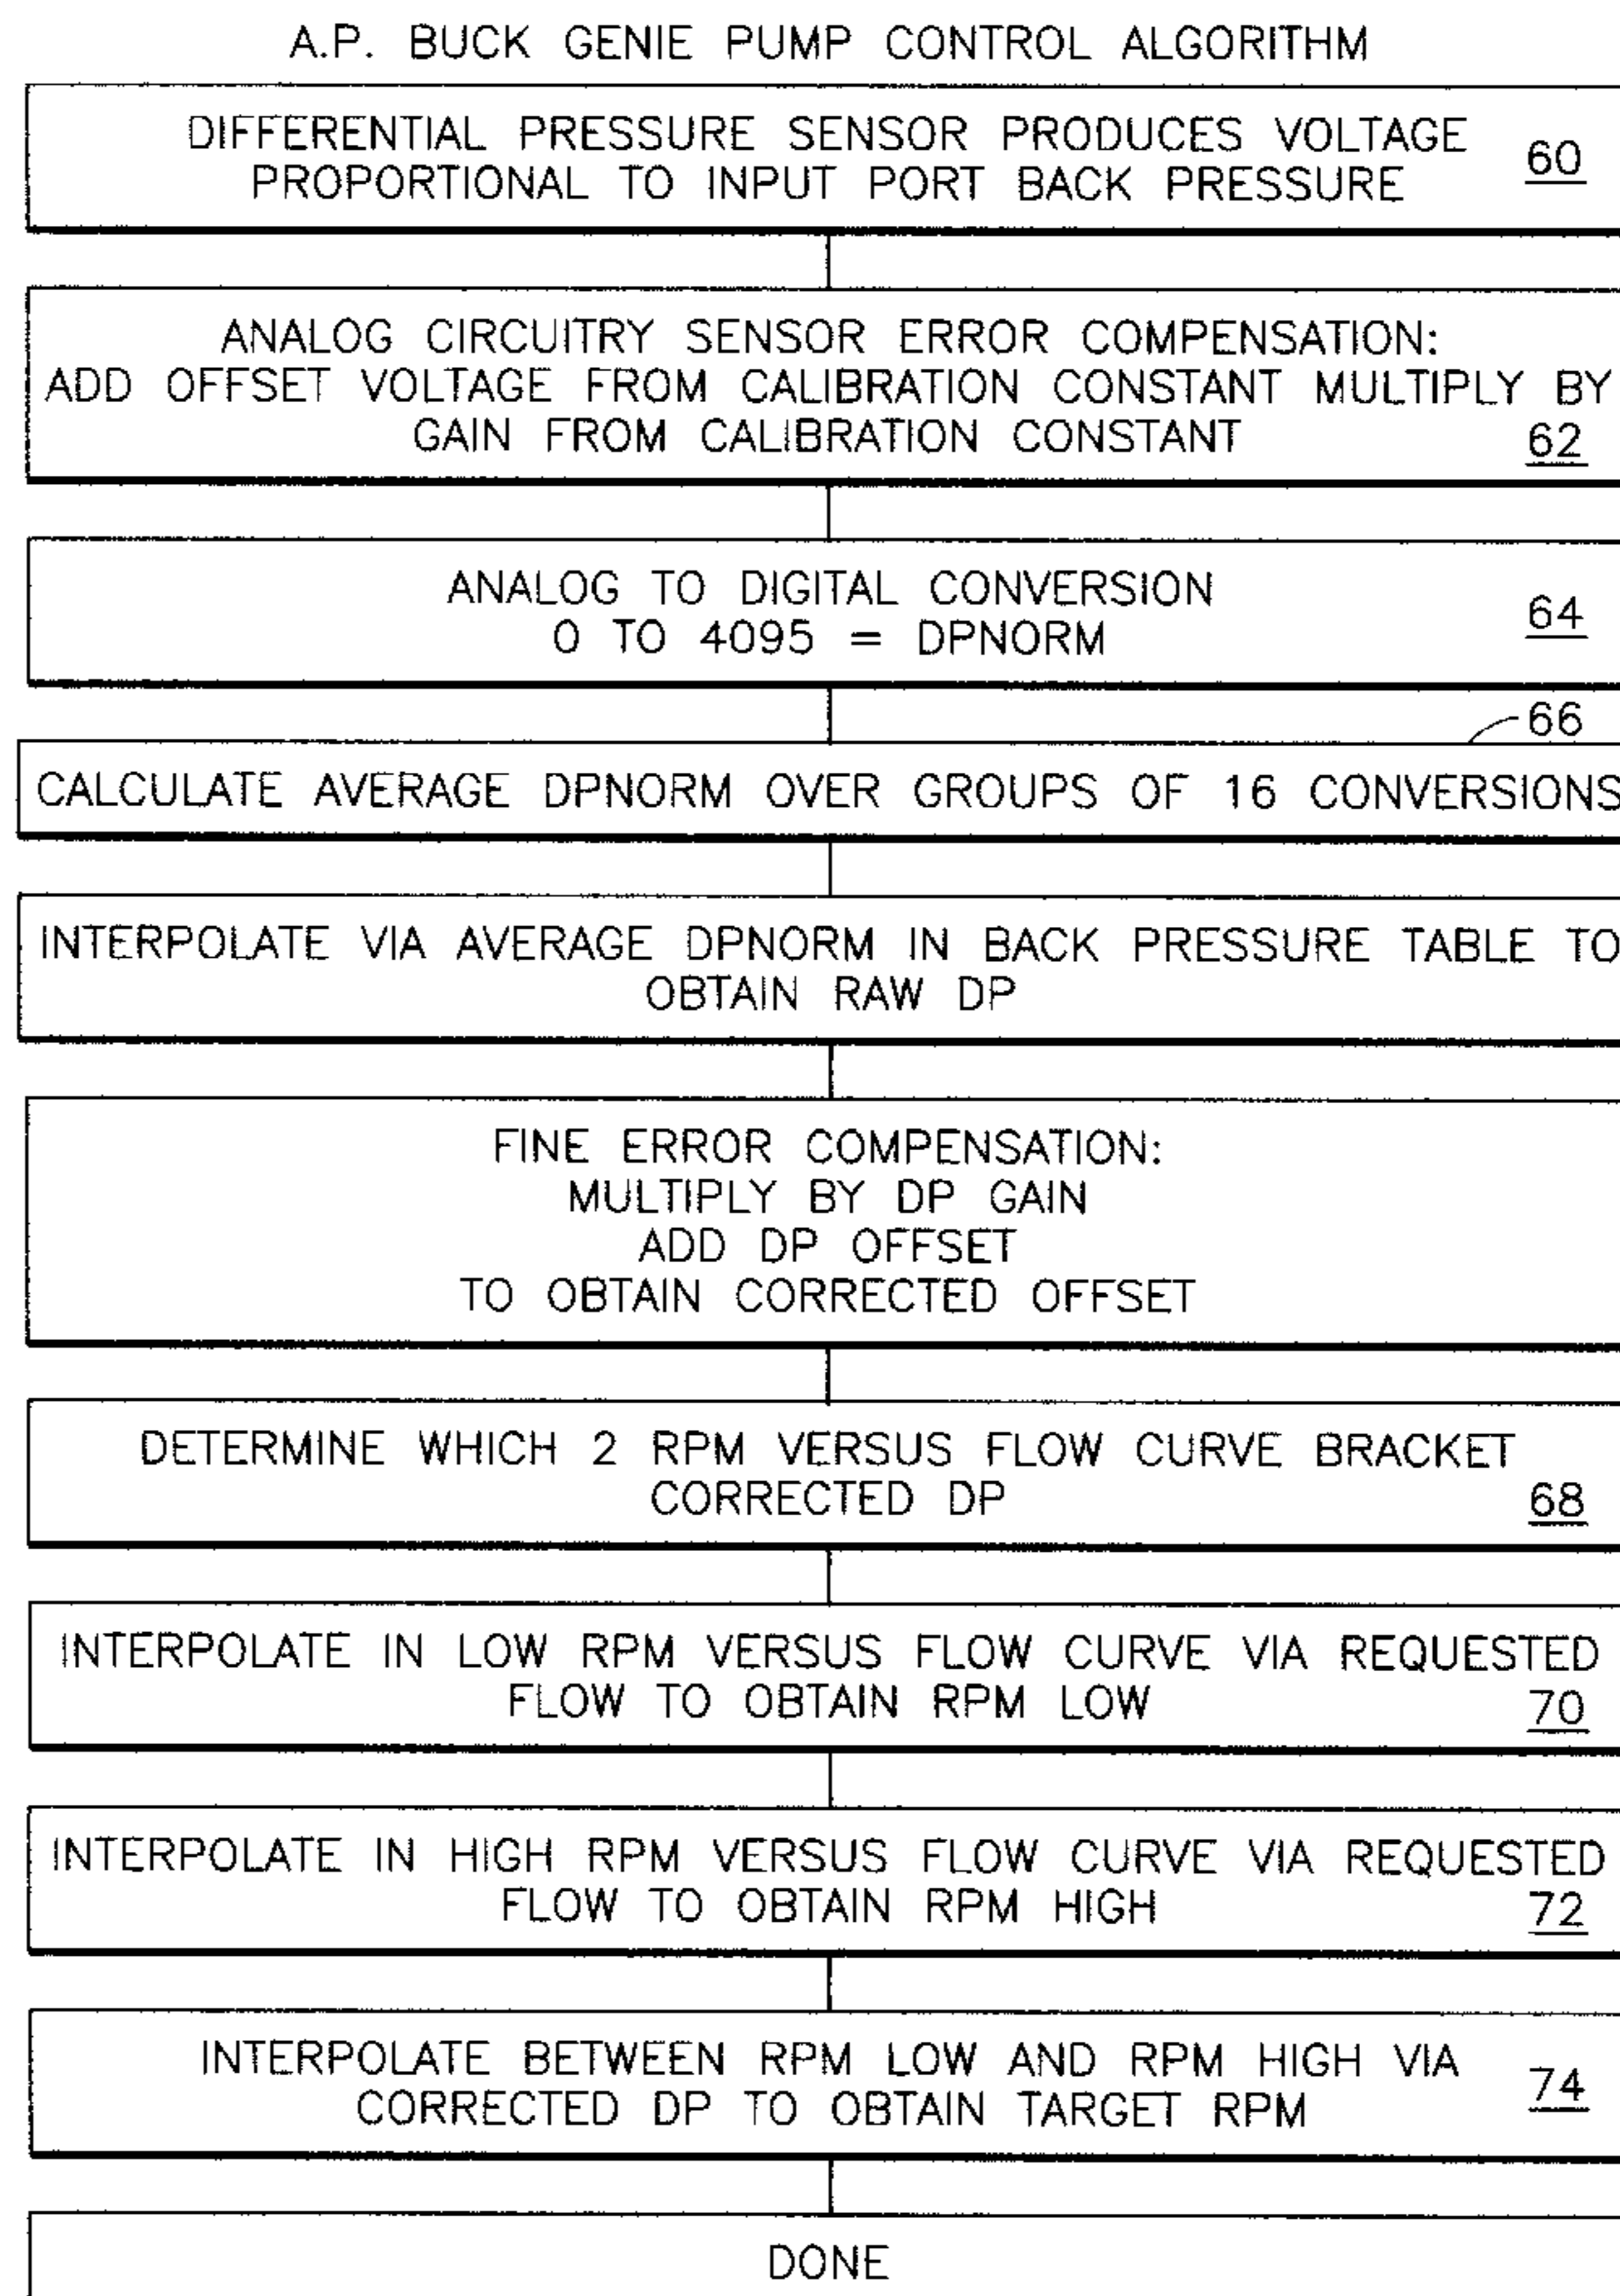 A.P. BUCK GENIE PUMP CONTROL ALGORITHM
DIFFERENTIAL PRESSURE SENSOR PRODUCES VOLTAGE
PROPORTIONAL TO INPUT PORT BACK PRESSURE
60
ANALOG CIRCUITRY SENSOR ERROR COMPENSATION:
ADD OFFSET VOLTAGE FROM CALIBRATION CONSTANT MULTIPLY BY
GAIN FROM CALIBRATION CONSTANT
62
ANALOG TO DIGITAL CONVERSION
0 TO 4095 = DPNORM
64
66
CALCULATE AVERAGE DPNORM OVER GROUPS OF 16 CONVERSIONS
INTERPOLATE VIA AVERAGE DPNORM IN BACK PRESSURE TABLE TO
OBTAIN RAW DP
FINE ERROR COMPENSATION:
MULTIPLY BY DP GAIN
ADD DP OFFSET
TO OBTAIN CORRECTED OFFSET
DETERMINE WHICH 2 RPM VERSUS FLOW CURVE BRACKET
CORRECTED DP
68
INTERPOLATE IN LOW RPM VERSUS FLOW CURVE VIA REQUESTED
FLOW TO OBTAIN RPM LOW
70
INTERPOLATE IN HIGH RPM VERSUS FLOW CURVE VIA REQUESTED
FLOW TO OBTAIN RPM HIGH
72
INTERPOLATE BETWEEN RPM LOW AND RPM HIGH VIA
CORRECTED DP TO OBTAIN TARGET RPM
74
DONE